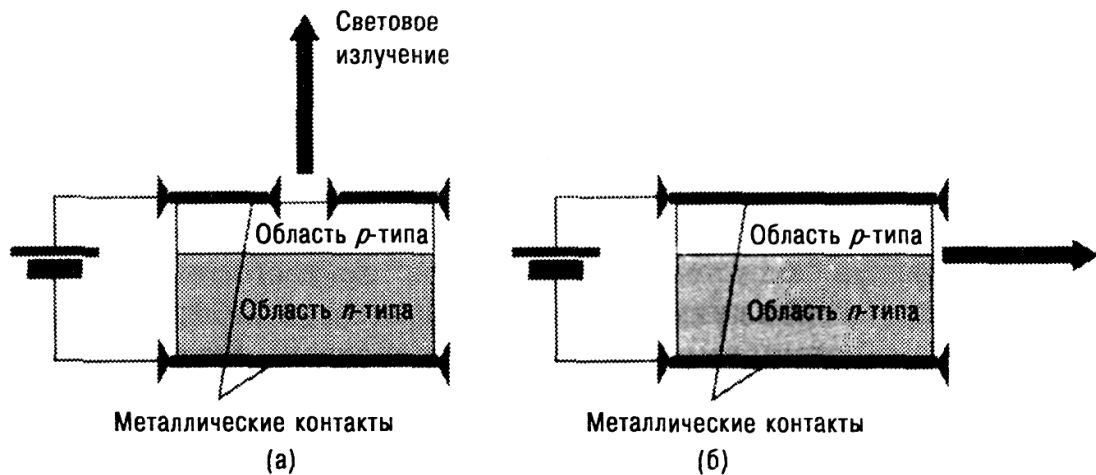 Световое
излучение
Область p-типа
Область n-типа
Металлические контакты
(а)
Область p-типа
Область n-типа
Металлические контакты
(б)